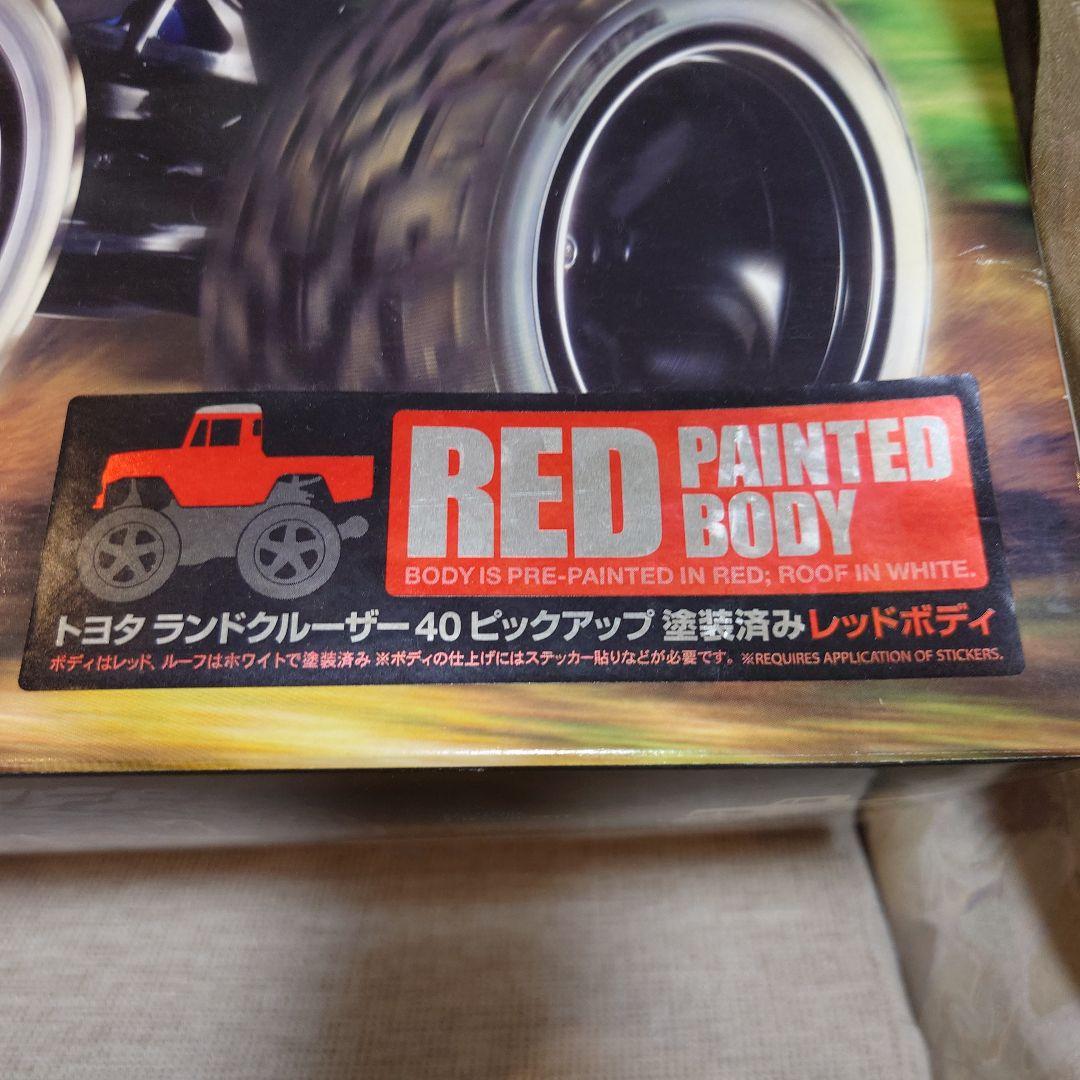 RED PAINTED BODY
BODY IS PRE-PAINTED IN RED; ROOF IN WHITE.
トヨタ ランドクルーザー40 ピックアップ 塗装済みレッドボディ
ボディはレッド、ルーフはホワイトで塗装済み ※ボディの仕上げにはステッカー貼りなどが必要です。※REQUIRES APPLICATION OF STICKERS.